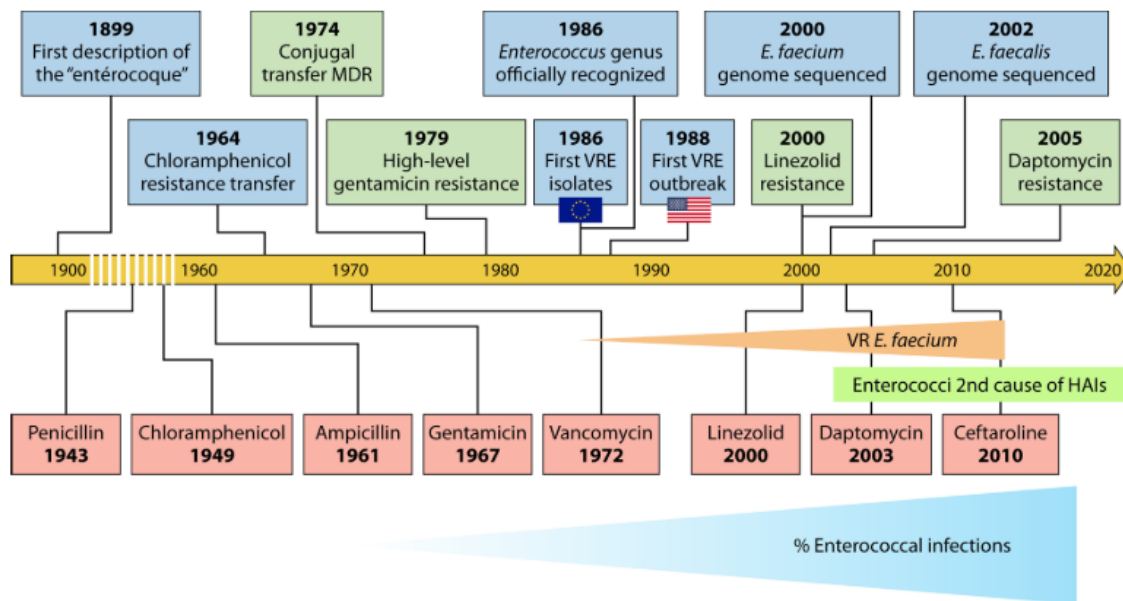 1899
First description of
the "entérocoque"
1974
Conjugal
transfer MDR
1986
Enterococcus genus
officially recognized
2000
E. faecium
genome sequenced
2002
E. faecalis
genome sequenced
1964
Chloramphenicol
resistance transfer
1979
High-level
gentamicin resistance
1986
First VRE
isolates
1988
First VRE
outbreak
2000
Linezolid
resistance
2005
Daptomycin
resistance
1900 1960 1970 1980 1990 2000 2010 2020
VR E. faecium
Enterococci 2nd cause of HAIs
Penicillin
1943
Chloramphenicol
1949
Ampicillin
1961
Gentamicin
1967
Vancomycin
1972
Linezolid
2000
Daptomycin
2003
Ceftaroline
2010
% Enterococcal infections